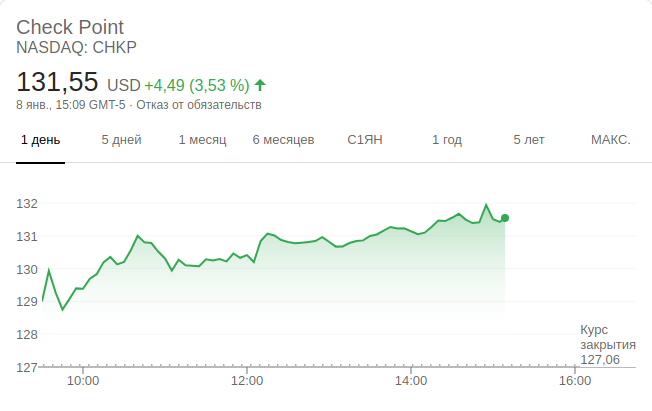 Check Point
NASDAQ: CHKP
131,55 USD +4,49 (3,53 %)
8 янв., 15:09 GMT-5 · Отказ от обязательств
1 день 5 дней 1 месяц 6 месяцев С1ЯН 1 год 5 лет МАКС.
132
131
130
129
128
127
Курс
закрытия
127,06
10:00 12:00 14:00 16:00